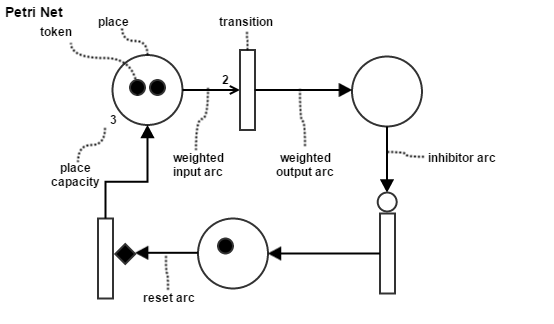 Petri Net
place
transition
token
2
3
place
capacity
weighted
input arc
weighted
output arc
inhibitor arc
reset arc